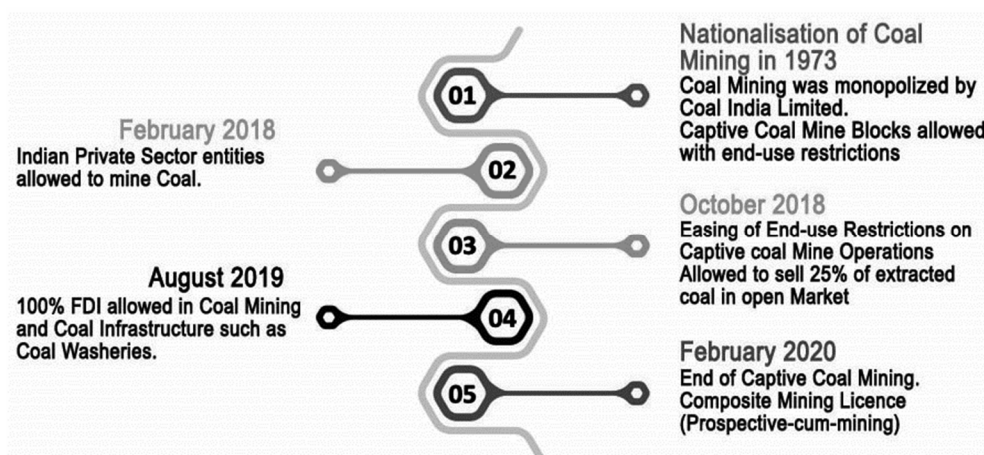 01
Nationalisation of Coal
Mining in 1973
Coal Mining was monopolized by
Coal India Limited.
Captive Coal Mine Blocks allowed
with end-use restrictions
02
February 2018
Indian Private Sector entities
allowed to mine Coal.
03
October 2018
Easing of End-use Restrictions on
Captive coal Mine Operations
Allowed to sell 25% of extracted
coal in open Market
04
August 2019
100% FDI allowed in Coal Mining
and Coal Infrastructure such as
Coal Washeries.
05
February 2020
End of Captive Coal Mining.
Composite Mining Licence
(Prospective-cum-mining)